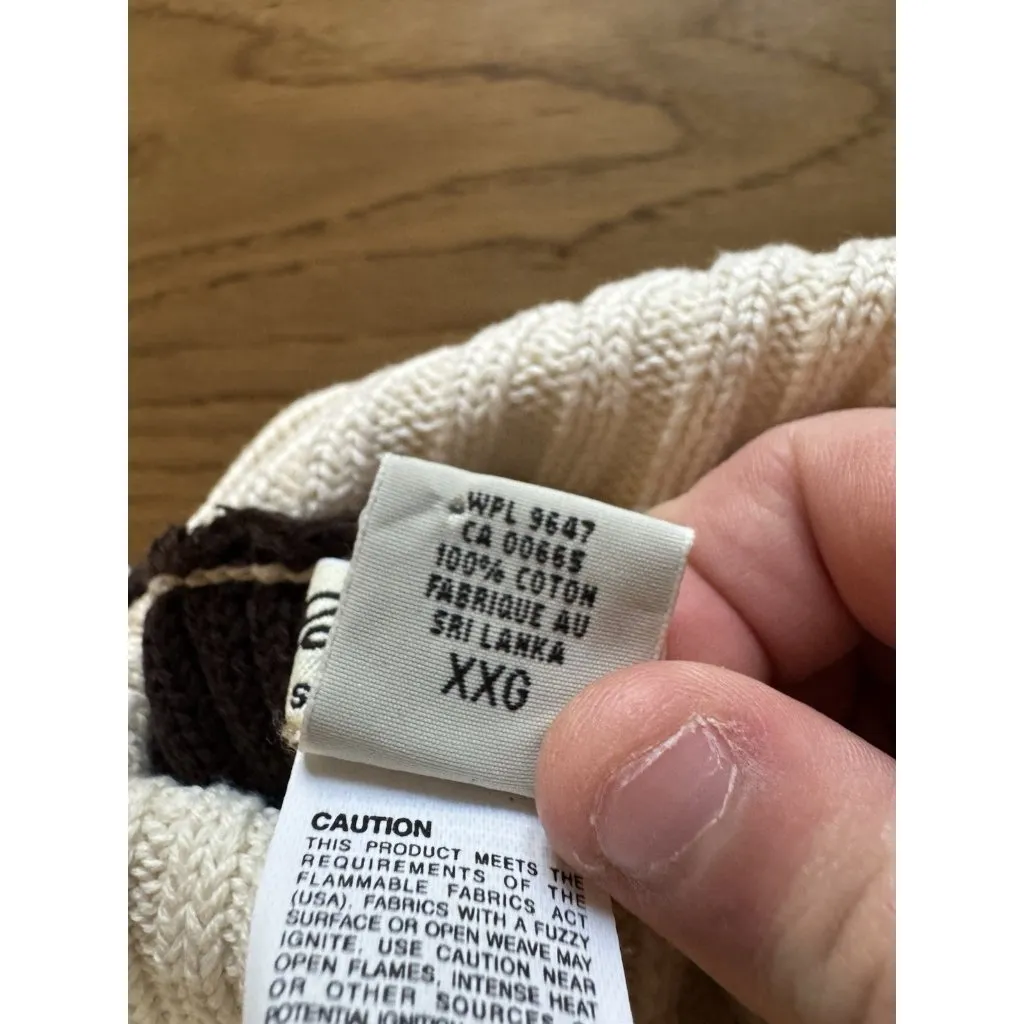 WPL 9647
CA 00665
100% COTON
FABRIQUE AU
SRI LANKA
XXG
S
CAUTION
THIS PRODUCT MEETS THE
REQUIREMENTS OF THE
FLAMMABLE FABRICS ACT
(USA). FABRICS WITH A FUZZY
SURFACE OR OPEN WEAVE MAY
IGNITE. USE CAUTION NEAR
OPEN FLAMES, INTENSE HEAT
OR OTHER SOURCES
POTENTIAL